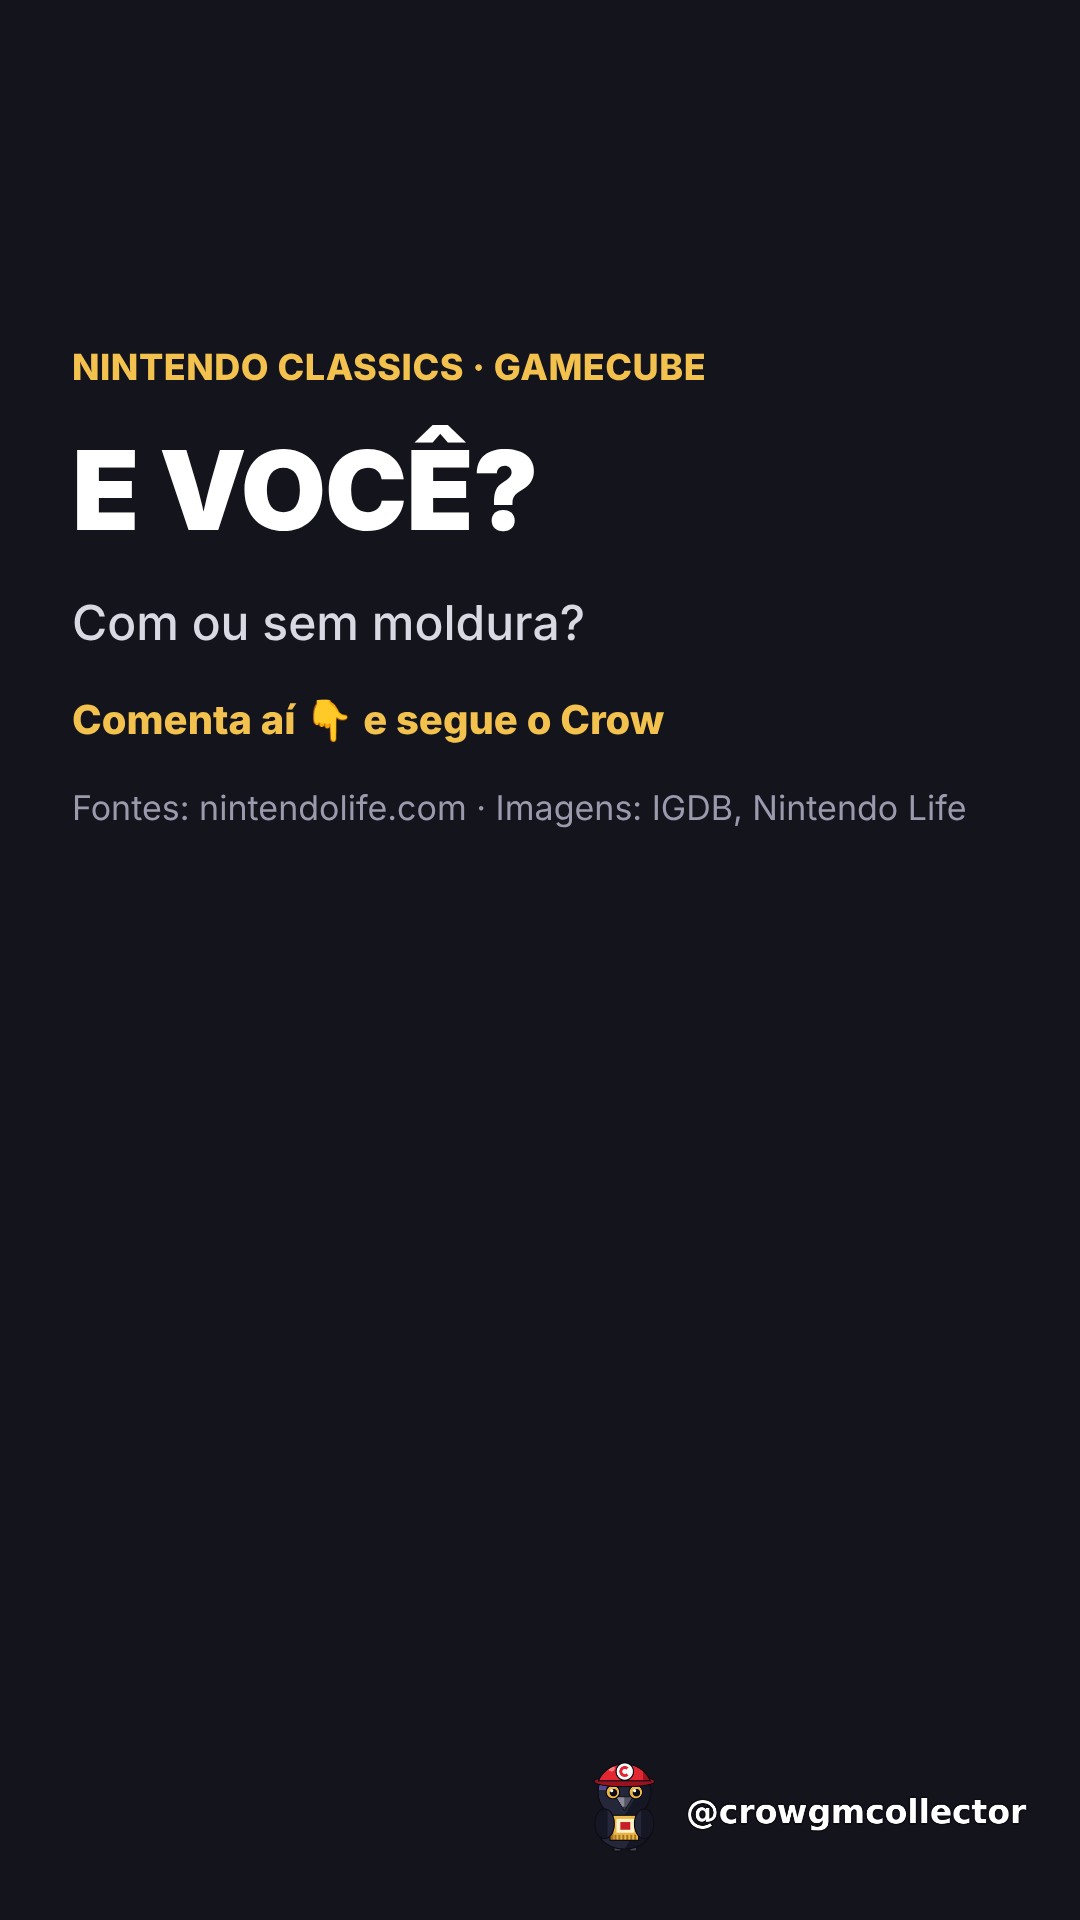 NINTENDO CLASSICS · GAMECUBE
E VOCÊ?
Com ou sem moldura?
Comenta aí 👇 e segue o Crow
Fontes: nintendolife.com · Imagens: IGDB, Nintendo Life
C
@crowgmcollector